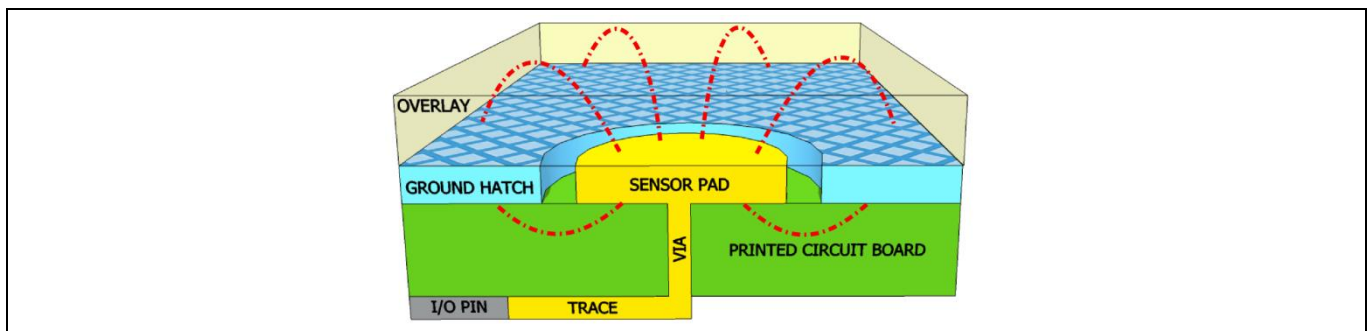 OVERLAY
GROUND HATCH
SENSOR PAD
VIA
PRINTED CIRCUIT BOARD
I/O PIN
TRACE